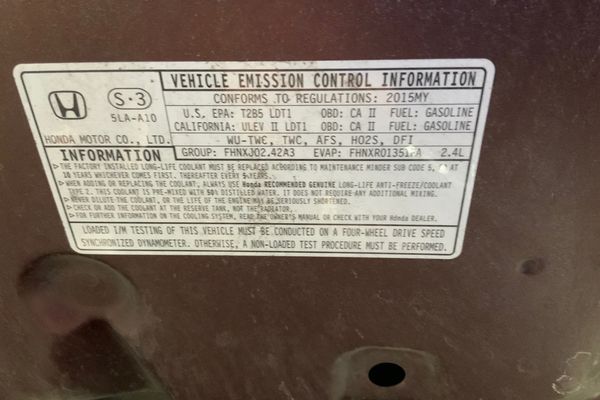 VEHICLE EMISSION CONTROL INFORMATION
S·3
5LA-A10
CONFORMS TO REGULATIONS: 2015MY
U.S. EPA: T2B5 LDT1 OBD: CA II FUEL: GASOLINE
CALIFORNIA: ULEV II LDT1 OBD: CA II FUEL: GASOLINE
HONDA MOTOR CO., LTD.
WU-TWC, TWC, AFS, HO2S, DFI
INFORMATION
GROUP: FHNXJ02.42A3 EVAP: 2.4L
▷THE FACTORY INSTALLED LONG-LIFE COOLANT MUST BE REPLACED ACCORDING TO MAINTENANCE MINDER SUB CODE 5, AT
10 YEARS WHICHEVER COMES FIRST. THEREAFTER EVERY 5 YEARS.
▷WHEN ADDING OR REPLACING THE COOLANT, ALWAYS USE Honda RECOMMENDED GENUINE LONG-LIFE ANTI-FREEZE/COOLANT
TYPE 2. THIS COOLANT IS PRE-MIXED WITH 50% DISTILLED WATER. IT DOES NOT REQUIRE ANY ADDITIONAL MIXING.
▷NEVER DILUTE THE COOLANT, OR THE LIFE OF THE ENGINE MAY BE SERIOUSLY SHORTENED.
▷CHECK OR ADD THE COOLANT AT THE RESERVE TANK, NOT THE RADIATOR.
▷FOR FURTHER INFORMATION ON THE COOLING SYSTEM, READ THE OWNER'S MANUAL OR CHECK WITH YOUR Honda DEALER.
LOADED I/M TESTING OF THIS VEHICLE MUST BE CONDUCTED ON A FOUR-WHEEL DRIVE SPEED
SYNCHRONIZED DYNAMOMETER. OTHERWISE, A NON-LOADED TEST PROCEDURE MUST BE PERFORMED.